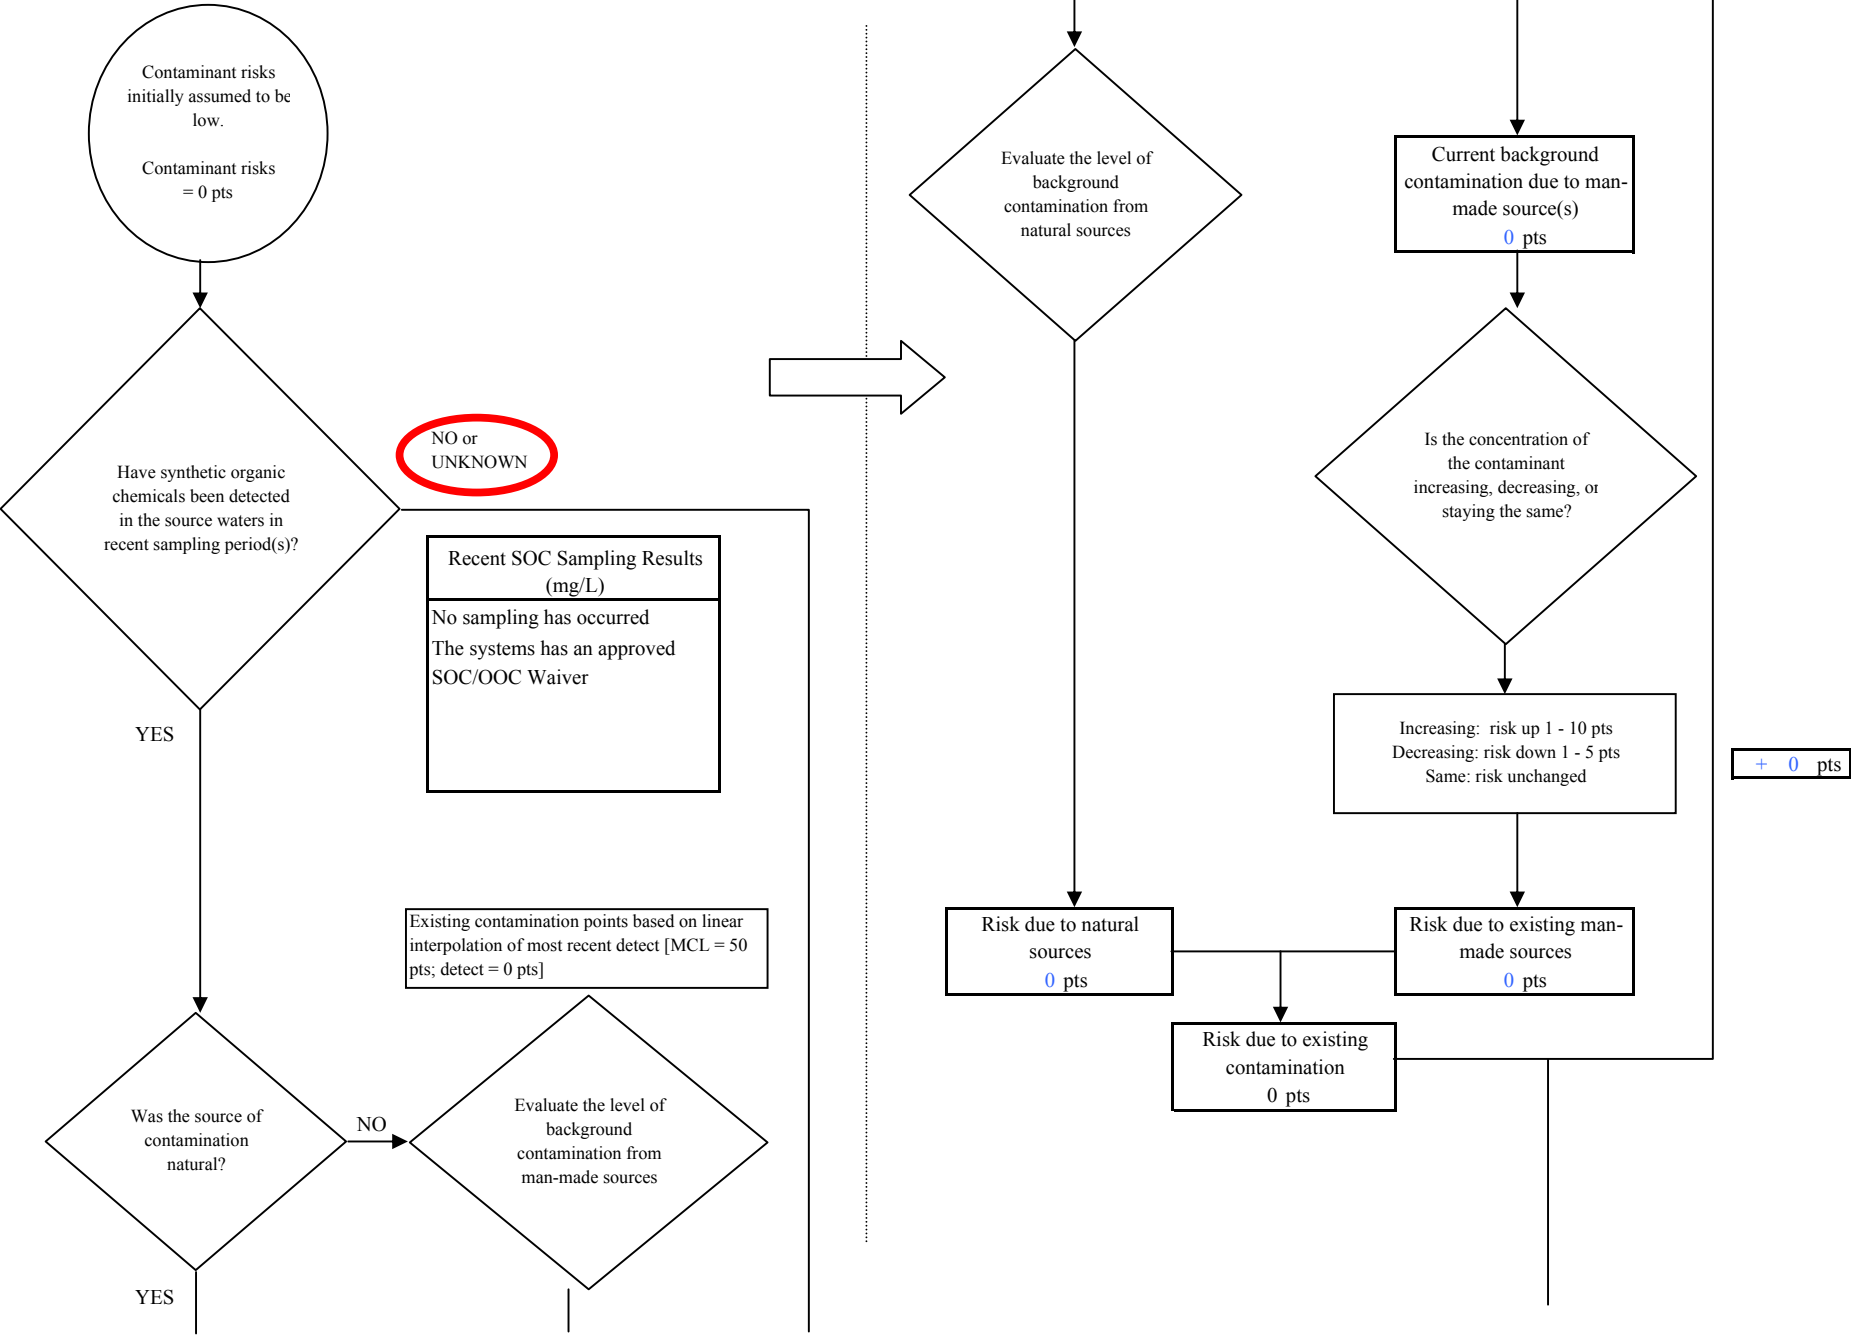 Contaminant risks
initially assumed to be
low.
Contaminant risks
= 0 pts
Have synthetic organic
chemicals been detected
in the source waters in
recent sampling period(s)?
NO or
UNKNOWN
Recent SOC Sampling Results
(mg/L)
No sampling has occurred
The systems has an approved
SOC/OOC Waiver
YES
Existing contamination points based on linear
interpolation of most recent detect [MCL = 50
pts; detect = 0 pts]
Was the source of
contamination
natural?
NO
Evaluate the level of
background
contamination from
man-made sources
YES
Evaluate the level of
background
contamination from
natural sources
Current background
contamination due to man-
made source(s)
0 pts
Is the concentration of
the contaminant
increasing, decreasing, or
staying the same?
Increasing: risk up 1 - 10 pts
Decreasing: risk down 1 - 5 pts
Same: risk unchanged
+ 0 pts
Risk due to natural
sources
0 pts
Risk due to existing man-
made sources
0 pts
Risk due to existing
contamination
0 pts